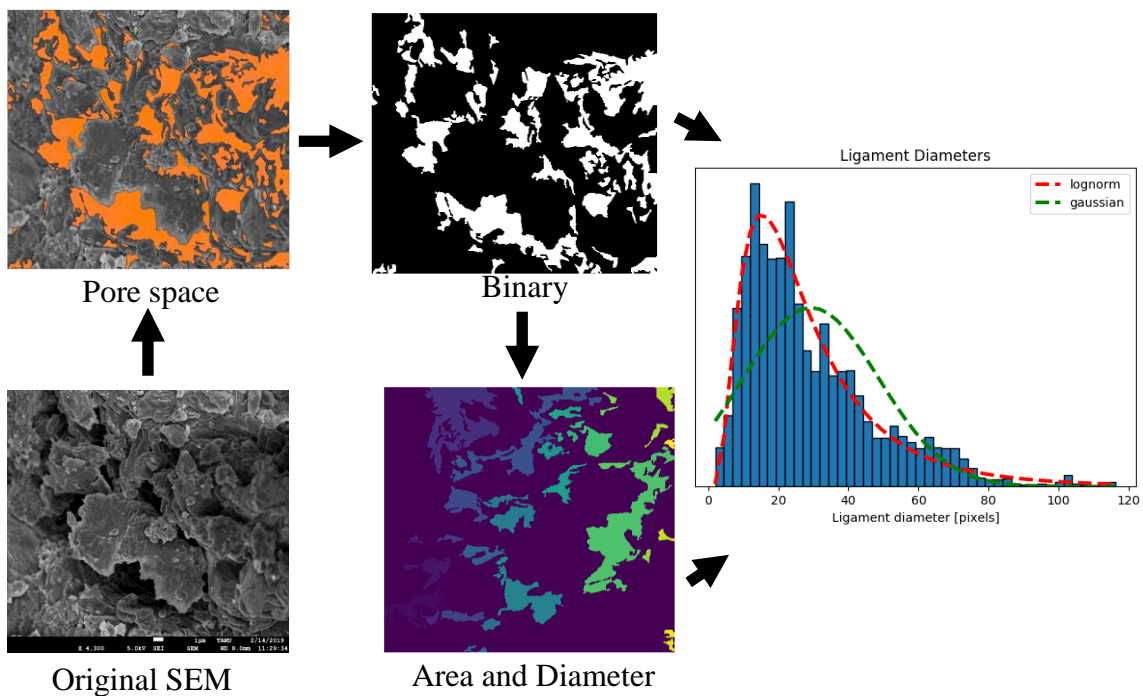 Pore space
Binary
Ligament Diameters
lognorm
gaussian
0 20 40 60 80 100 120
Ligament diameter [pixels]
1µm TAMU 2/14/2019
X 4,300 5.0kV SEI SEM WD 8.0mm 11:29:34
Original SEM
Area and Diameter